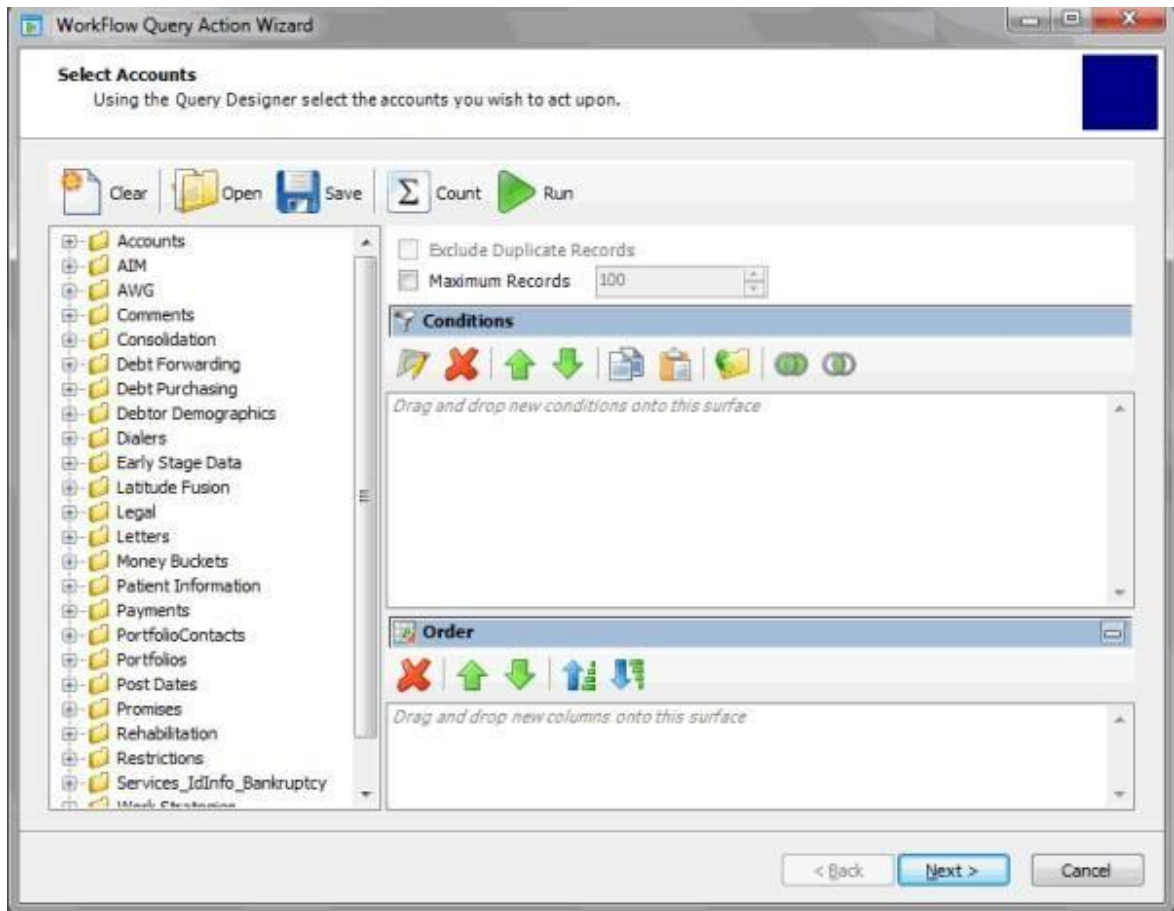 WorkFlow Query Action Wizard
Select Accounts
Using the Query Designer select the accounts you wish to act upon.
Clear Open Save Count Run
Accounts
AIM
AWG
Comments
Consolidation
Debt Forwarding
Debt Purchasing
Debtor Demographics
Dialers
Early Stage Data
Latitude Fusion
Legal
Letters
Money Buckets
Patient Information
Payments
PortfolioContacts
Portfolios
Post Dates
Promises
Rehabilitation
Restrictions
Services_IdInfo_Bankruptcy
Work Strategies
Exclude Duplicate Records
Maximum Records 100
Conditions
Drag and drop new conditions onto this surface
Order
Drag and drop new columns onto this surface
< Back Next > Cancel